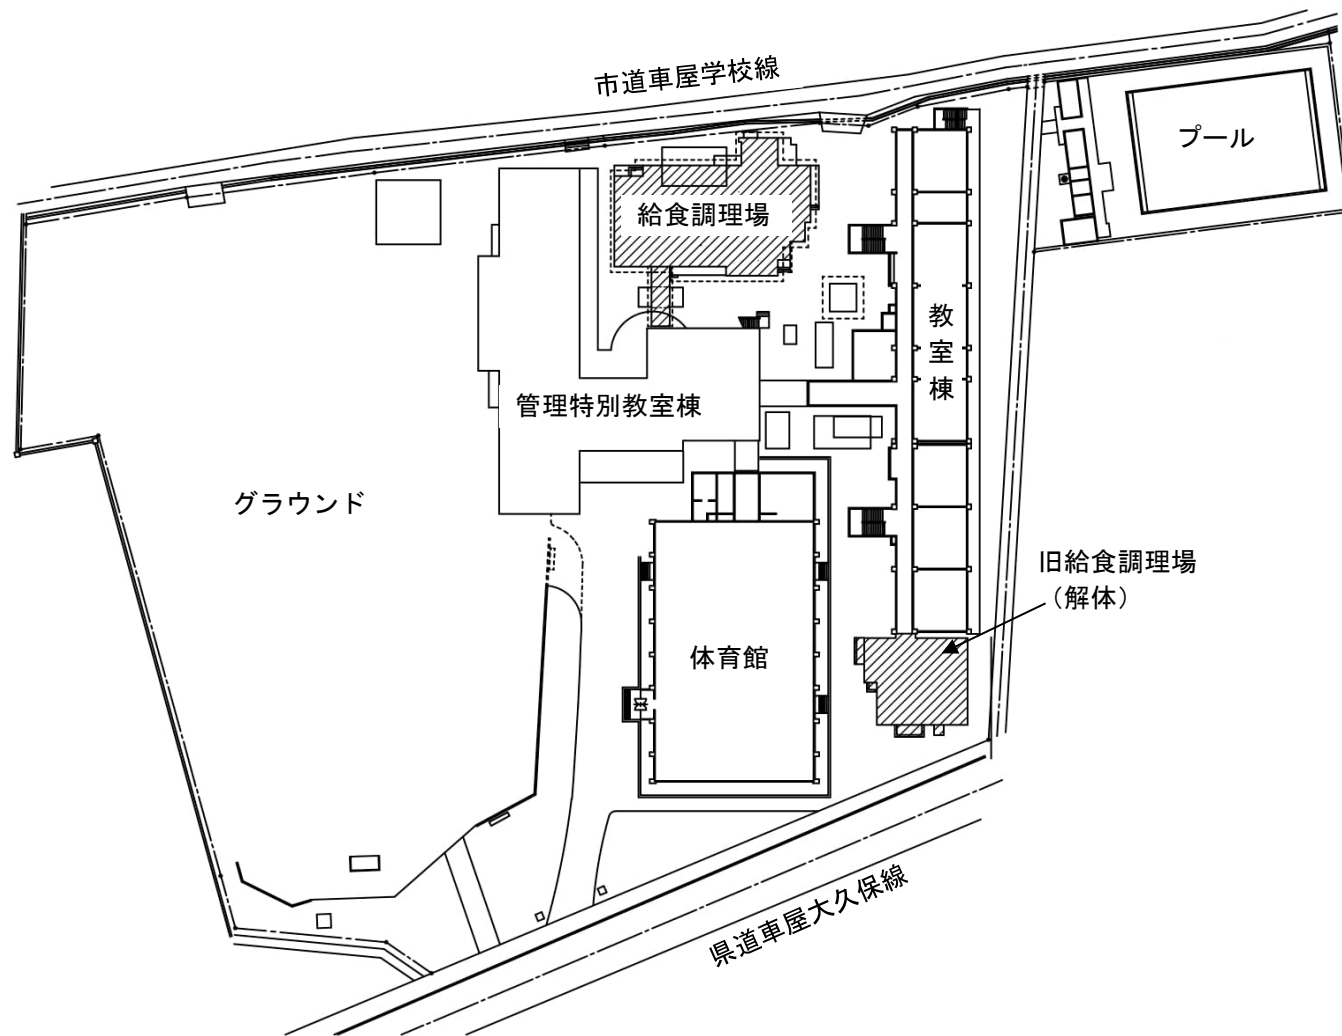 市道車屋学校線
プール
給食調理場
教室棟
管理特別教室棟
グラウンド
旧給食調理場
（解体）
体育館
県道車屋大久保線